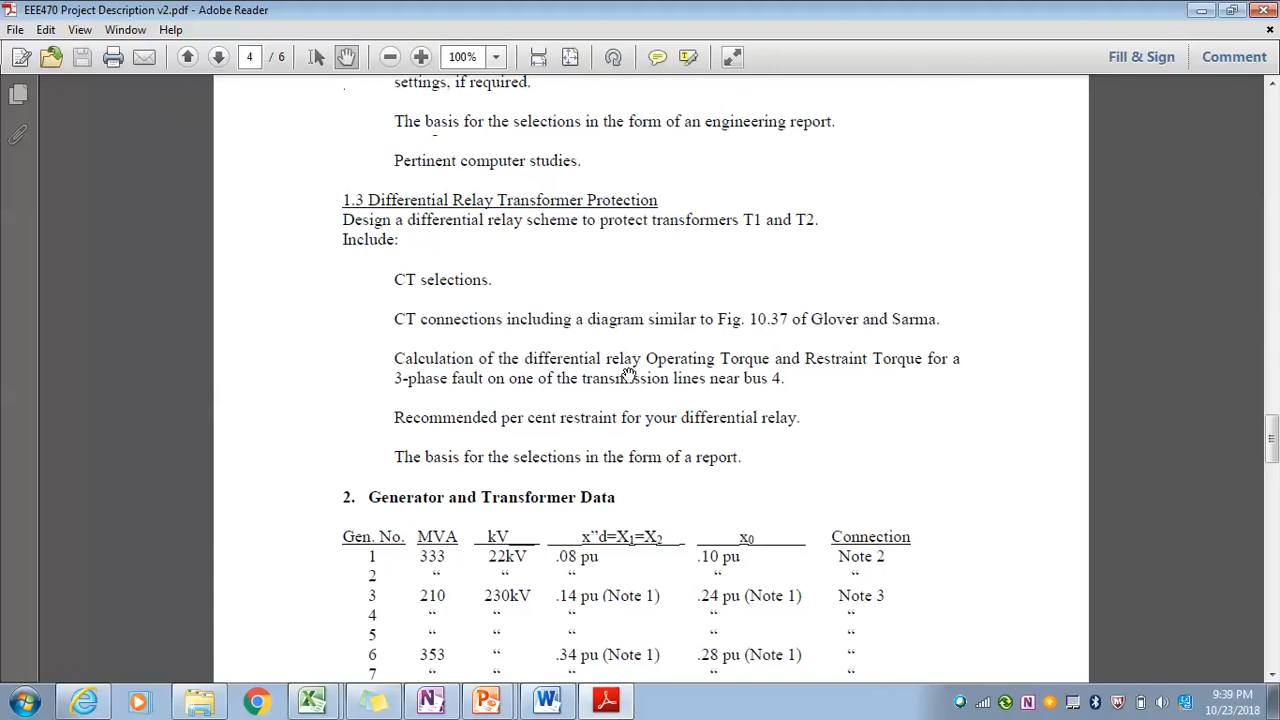 EEE470 Project Description v2.pdf - Adobe Reader
File Edit View Window Help
4 / 6 100% Fill & Sign Comment
settings, if required.
The basis for the selections in the form of an engineering report.
Pertinent computer studies.
1.3 Differential Relay Transformer Protection
Design a differential relay scheme to protect transformers T1 and T2.
Include:
CT selections.
CT connections including a diagram similar to Fig. 10.37 of Glover and Sarma.
Calculation of the differential relay Operating Torque and Restraint Torque for a
3-phase fault on one of the transmission lines near bus 4.
Recommended per cent restraint for your differential relay.
The basis for the selections in the form of a report.
2. Generator and Transformer Data
Gen. No. MVA kV x”d=X1=X2 x0 Connection
1 333 22kV .08 pu .10 pu Note 2
2 “ “ “ “ “
3 210 230kV .14 pu (Note 1) .24 pu (Note 1) Note 3
4 “ “ “ “ “
5 “ “ “ “ “
6 353 “ .34 pu (Note 1) .28 pu (Note 1) “
7 “ “ “ “ “
9:39 PM
10/23/2018